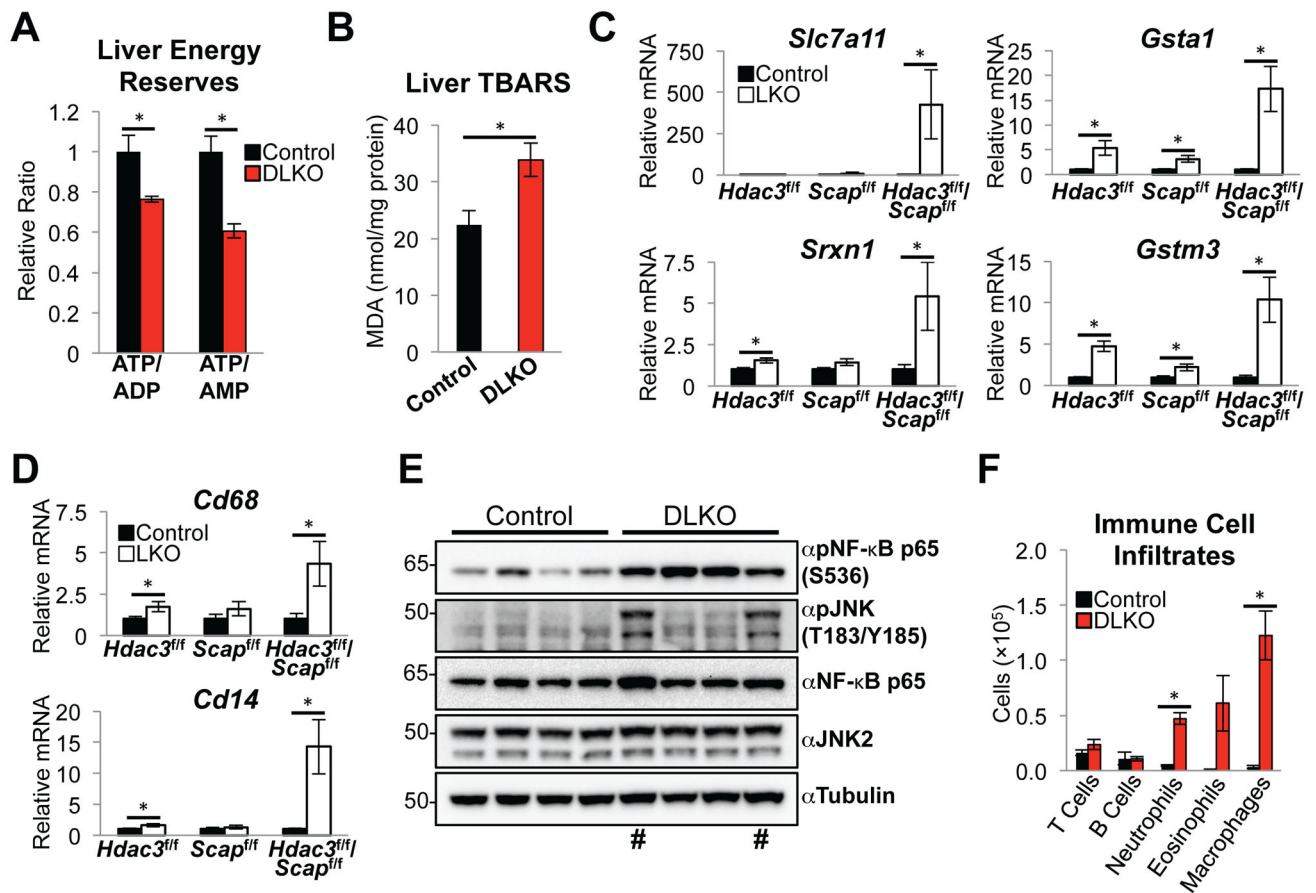 A
Liver Energy
Reserves
Relative Ratio
1.2
1
0.8
0.6
0.4
0.2
0
*
*
Control
DLKO
ATP/
ADP
ATP/
AMP
B
Liver TBARS
MDA (nmol/mg protein)
40
30
20
10
0
*
Control
DLKO
C
Slc7a11
Relative mRNA
750
500
250
0
Control
LKO
*
Hdac3f/f
Scapf/f
Hdac3f/f/
Scapf/f
Gsta1
Relative mRNA
25
20
15
10
5
0
*
*
*
Hdac3f/f
Scapf/f
Hdac3f/f/
Scapf/f
Srxn1
Relative mRNA
7.5
5
2.5
0
*
*
Hdac3f/f
Scapf/f
Hdac3f/f/
Scapf/f
Gstm3
Relative mRNA
15
10
5
0
*
*
*
Hdac3f/f
Scapf/f
Hdac3f/f/
Scapf/f
D
Cd68
Relative mRNA
7.5
5
2.5
0
Control
LKO
*
*
Hdac3f/f
Scapf/f
Hdac3f/f/
Scapf/f
Cd14
Relative mRNA
20
15
10
5
0
*
*
Hdac3f/f
Scapf/f
Hdac3f/f/
Scapf/f
E
Control
DLKO
65-
αpNF-κB p65
(S536)
50-
αpJNK
(T183/Y185)
65-
αNF-κB p65
50-
αJNK2
50-
αTubulin
#
#
F
Immune Cell
Infiltrates
Cells (×10⁵)
2.0
1.5
1.0
0.5
0.0
Control
DLKO
*
*
T Cells
B Cells
Neutrophils
Eosinophils
Macrophages